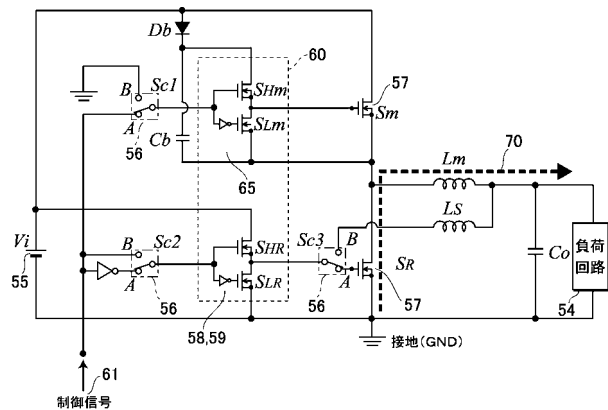 Db
60
57
B
Sc1
SHm
Sm
A
56
Cb
SLm
65
70
Lm
LS
Vi
55
B
Sc2
SHR
Sc3
B
A
56
SLR
A
56
SR
57
Co
負荷
回路
54
58,59
接地(GND)
61
制御信号